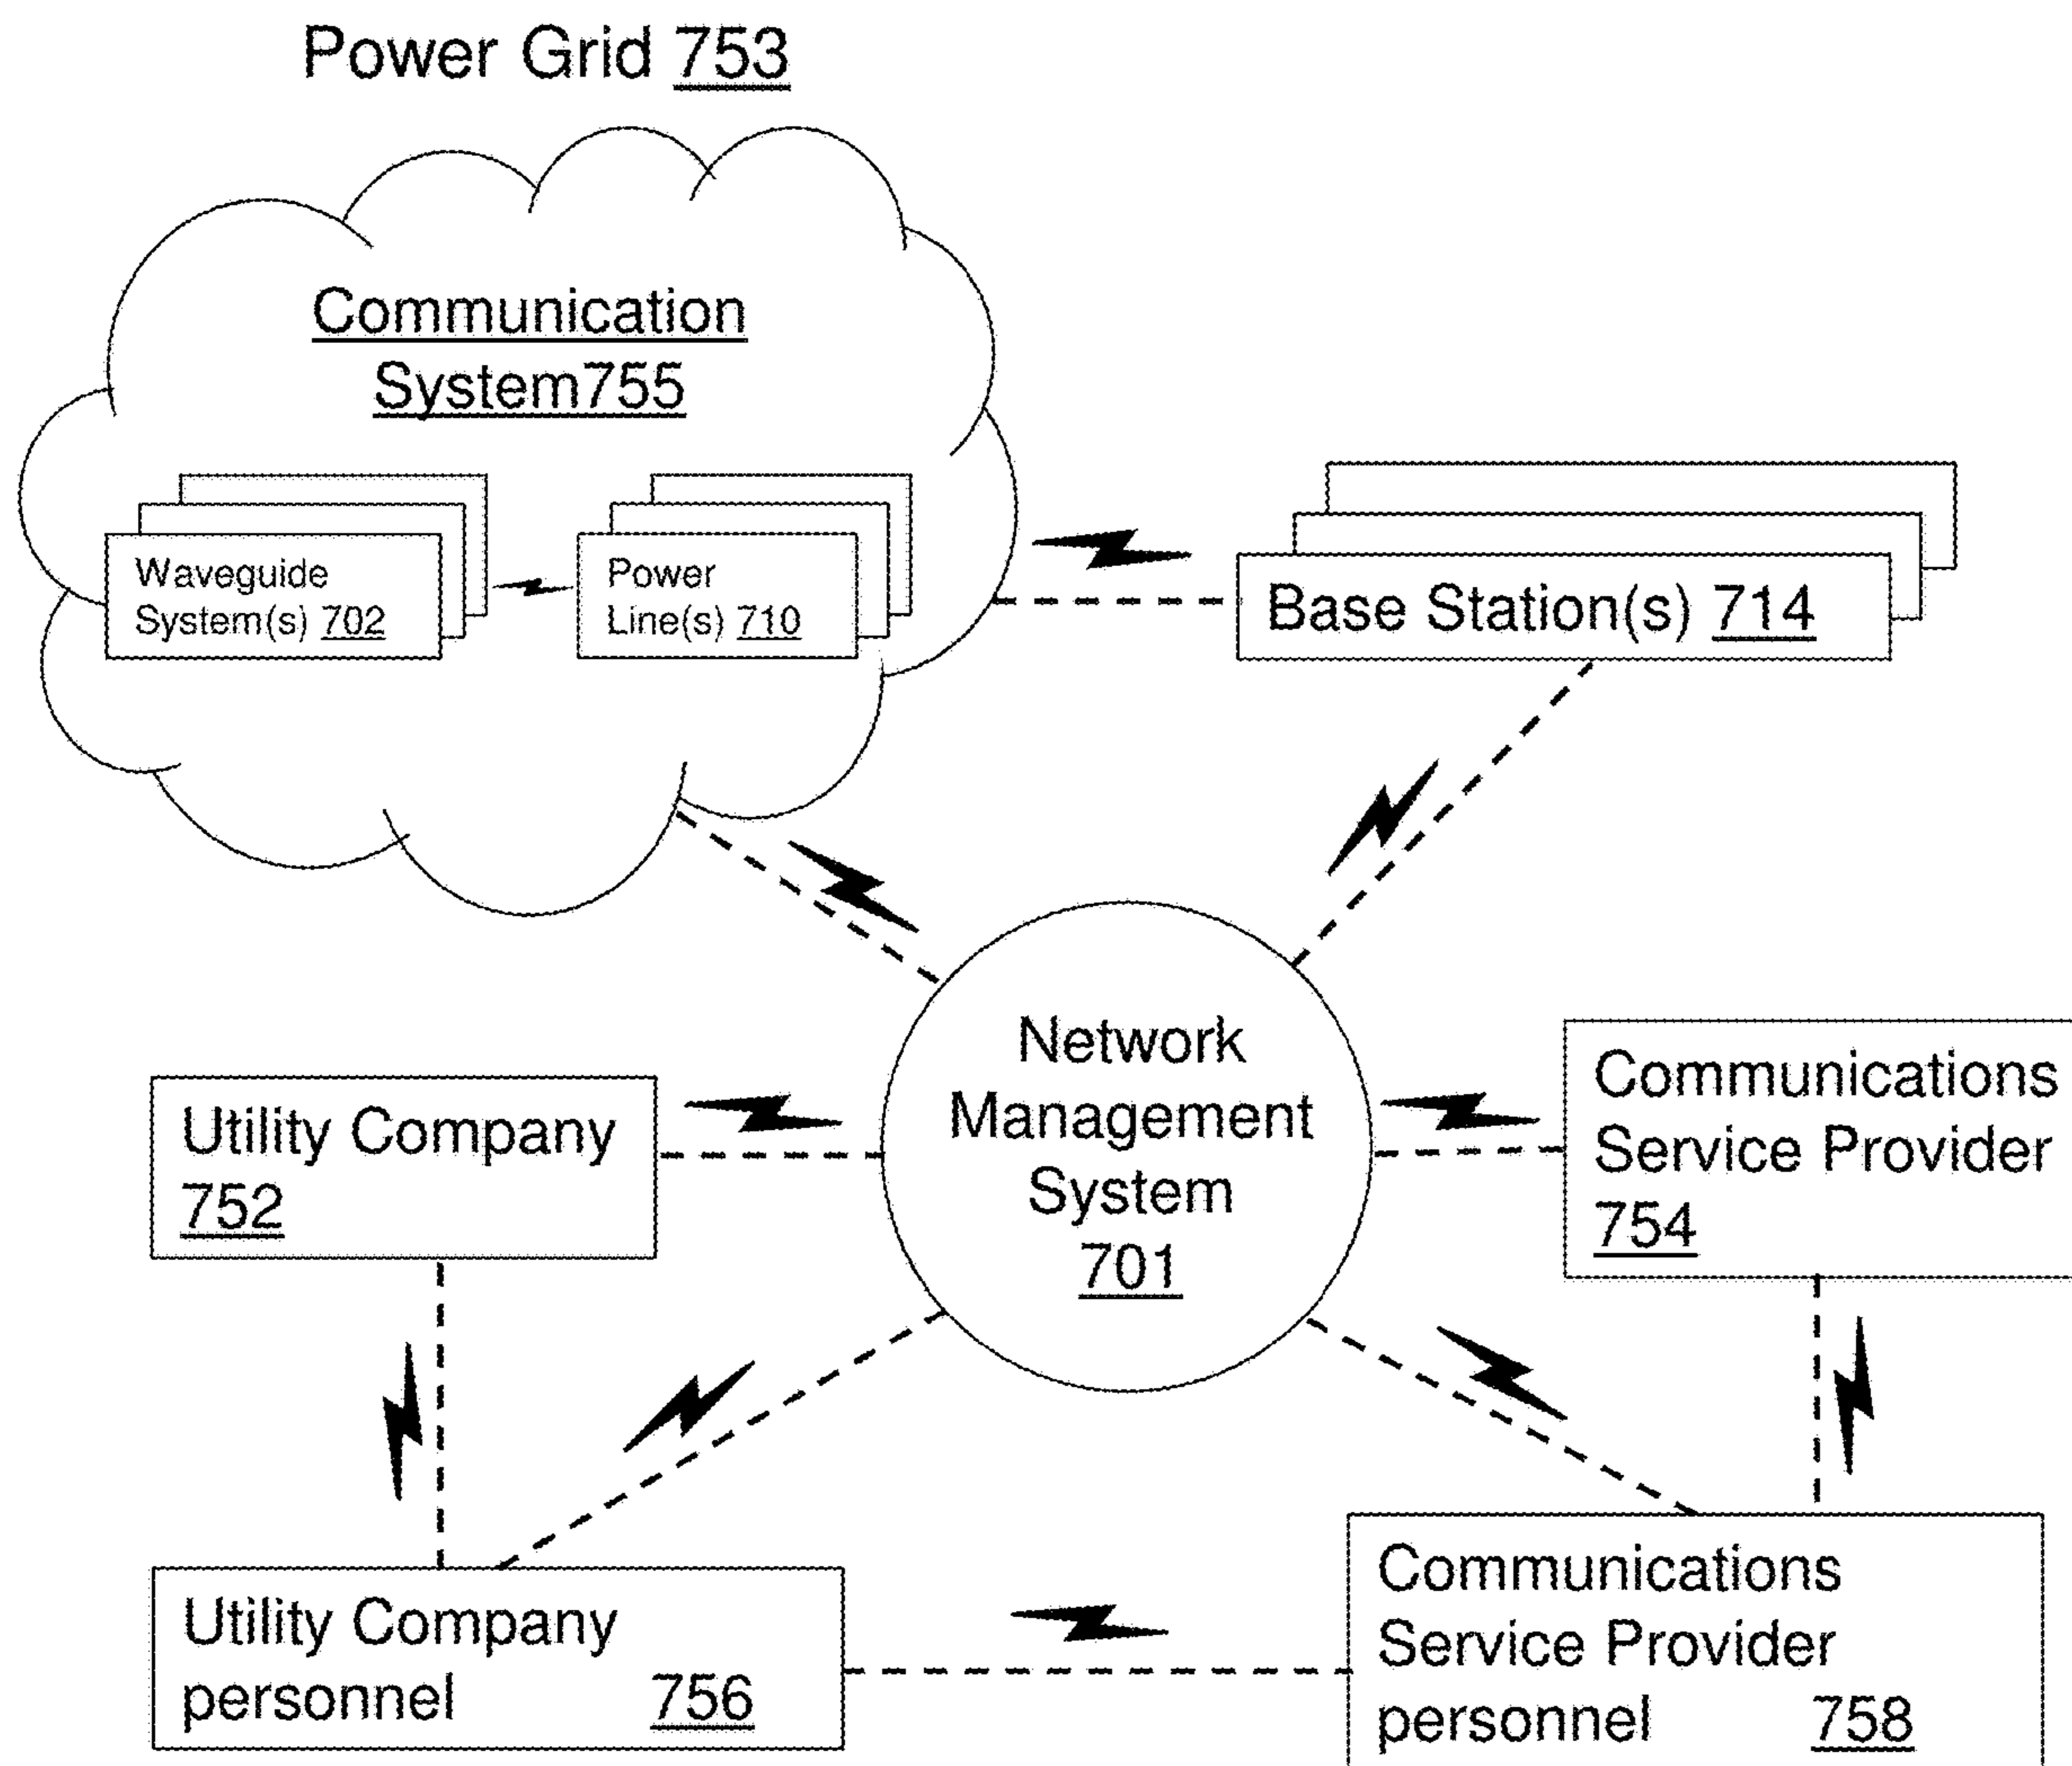 Power Grid 753
Communication
System755
Waveguide
System(s) 702
Power
Line(s) 710
Base Station(s) 714
Network
Management
System
701
Utility Company
752
Communications
Service Provider
754
Utility Company
personnel 756
Communications
Service Provider
personnel 758